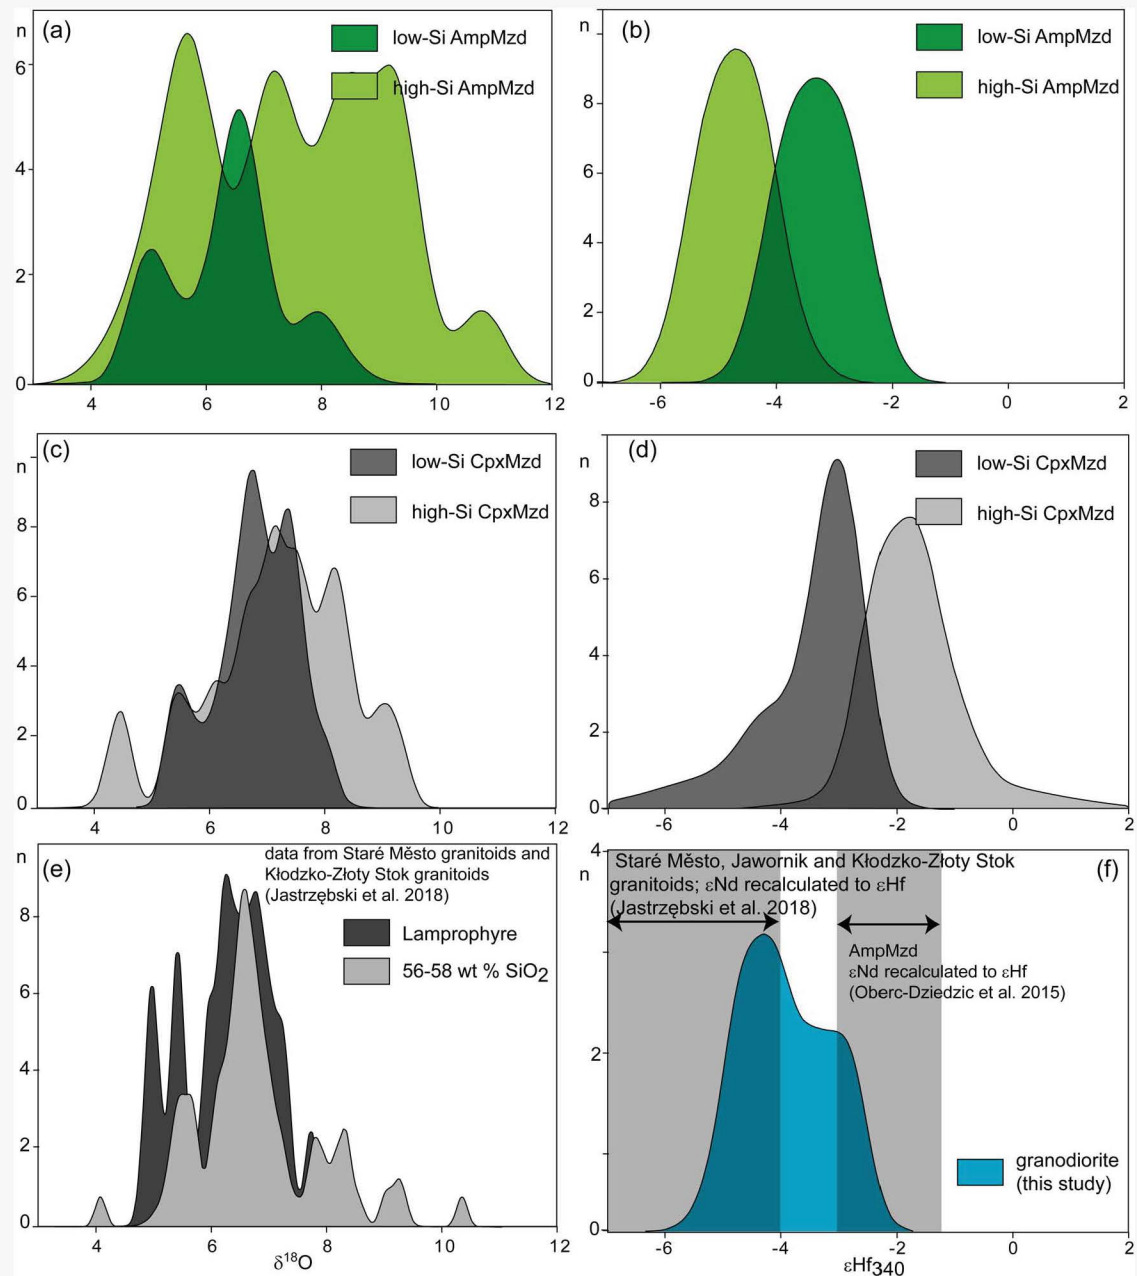 (a)
n
low-Si AmpMzd
high-Si AmpMzd
6
4
2
0
4 6 8 10 12
(b)
n
low-Si AmpMzd
high-Si AmpMzd
8
6
4
2
0
-6 -4 -2 0 2
(c)
n
low-Si CpxMzd
high-Si CpxMzd
8
6
4
2
0
4 6 8 10 12
(d)
n
low-Si CpxMzd
high-Si CpxMzd
8
6
4
2
0
-6 -4 -2 0 2
(e)
n
data from Staré Město granitoids and
Kłodzko-Złoty Stok granitoids
(Jastrzębski et al. 2018)
Lamprophyre
56-58 wt % SiO2
8
6
4
2
0
4 6 8 10 12
δ18O
4
n
Staré Město, Jawornik and Kłodzko-Złoty Stok
granitoids; εNd recalculated to εHf
(Jastrzębski et al. 2018)
(f)
AmpMzd
εNd recalculated to εHf
(Oberc-Dziedzic et al. 2015)
2
granodiorite
(this study)
0
-6 -4 -2 0 2
εHf340